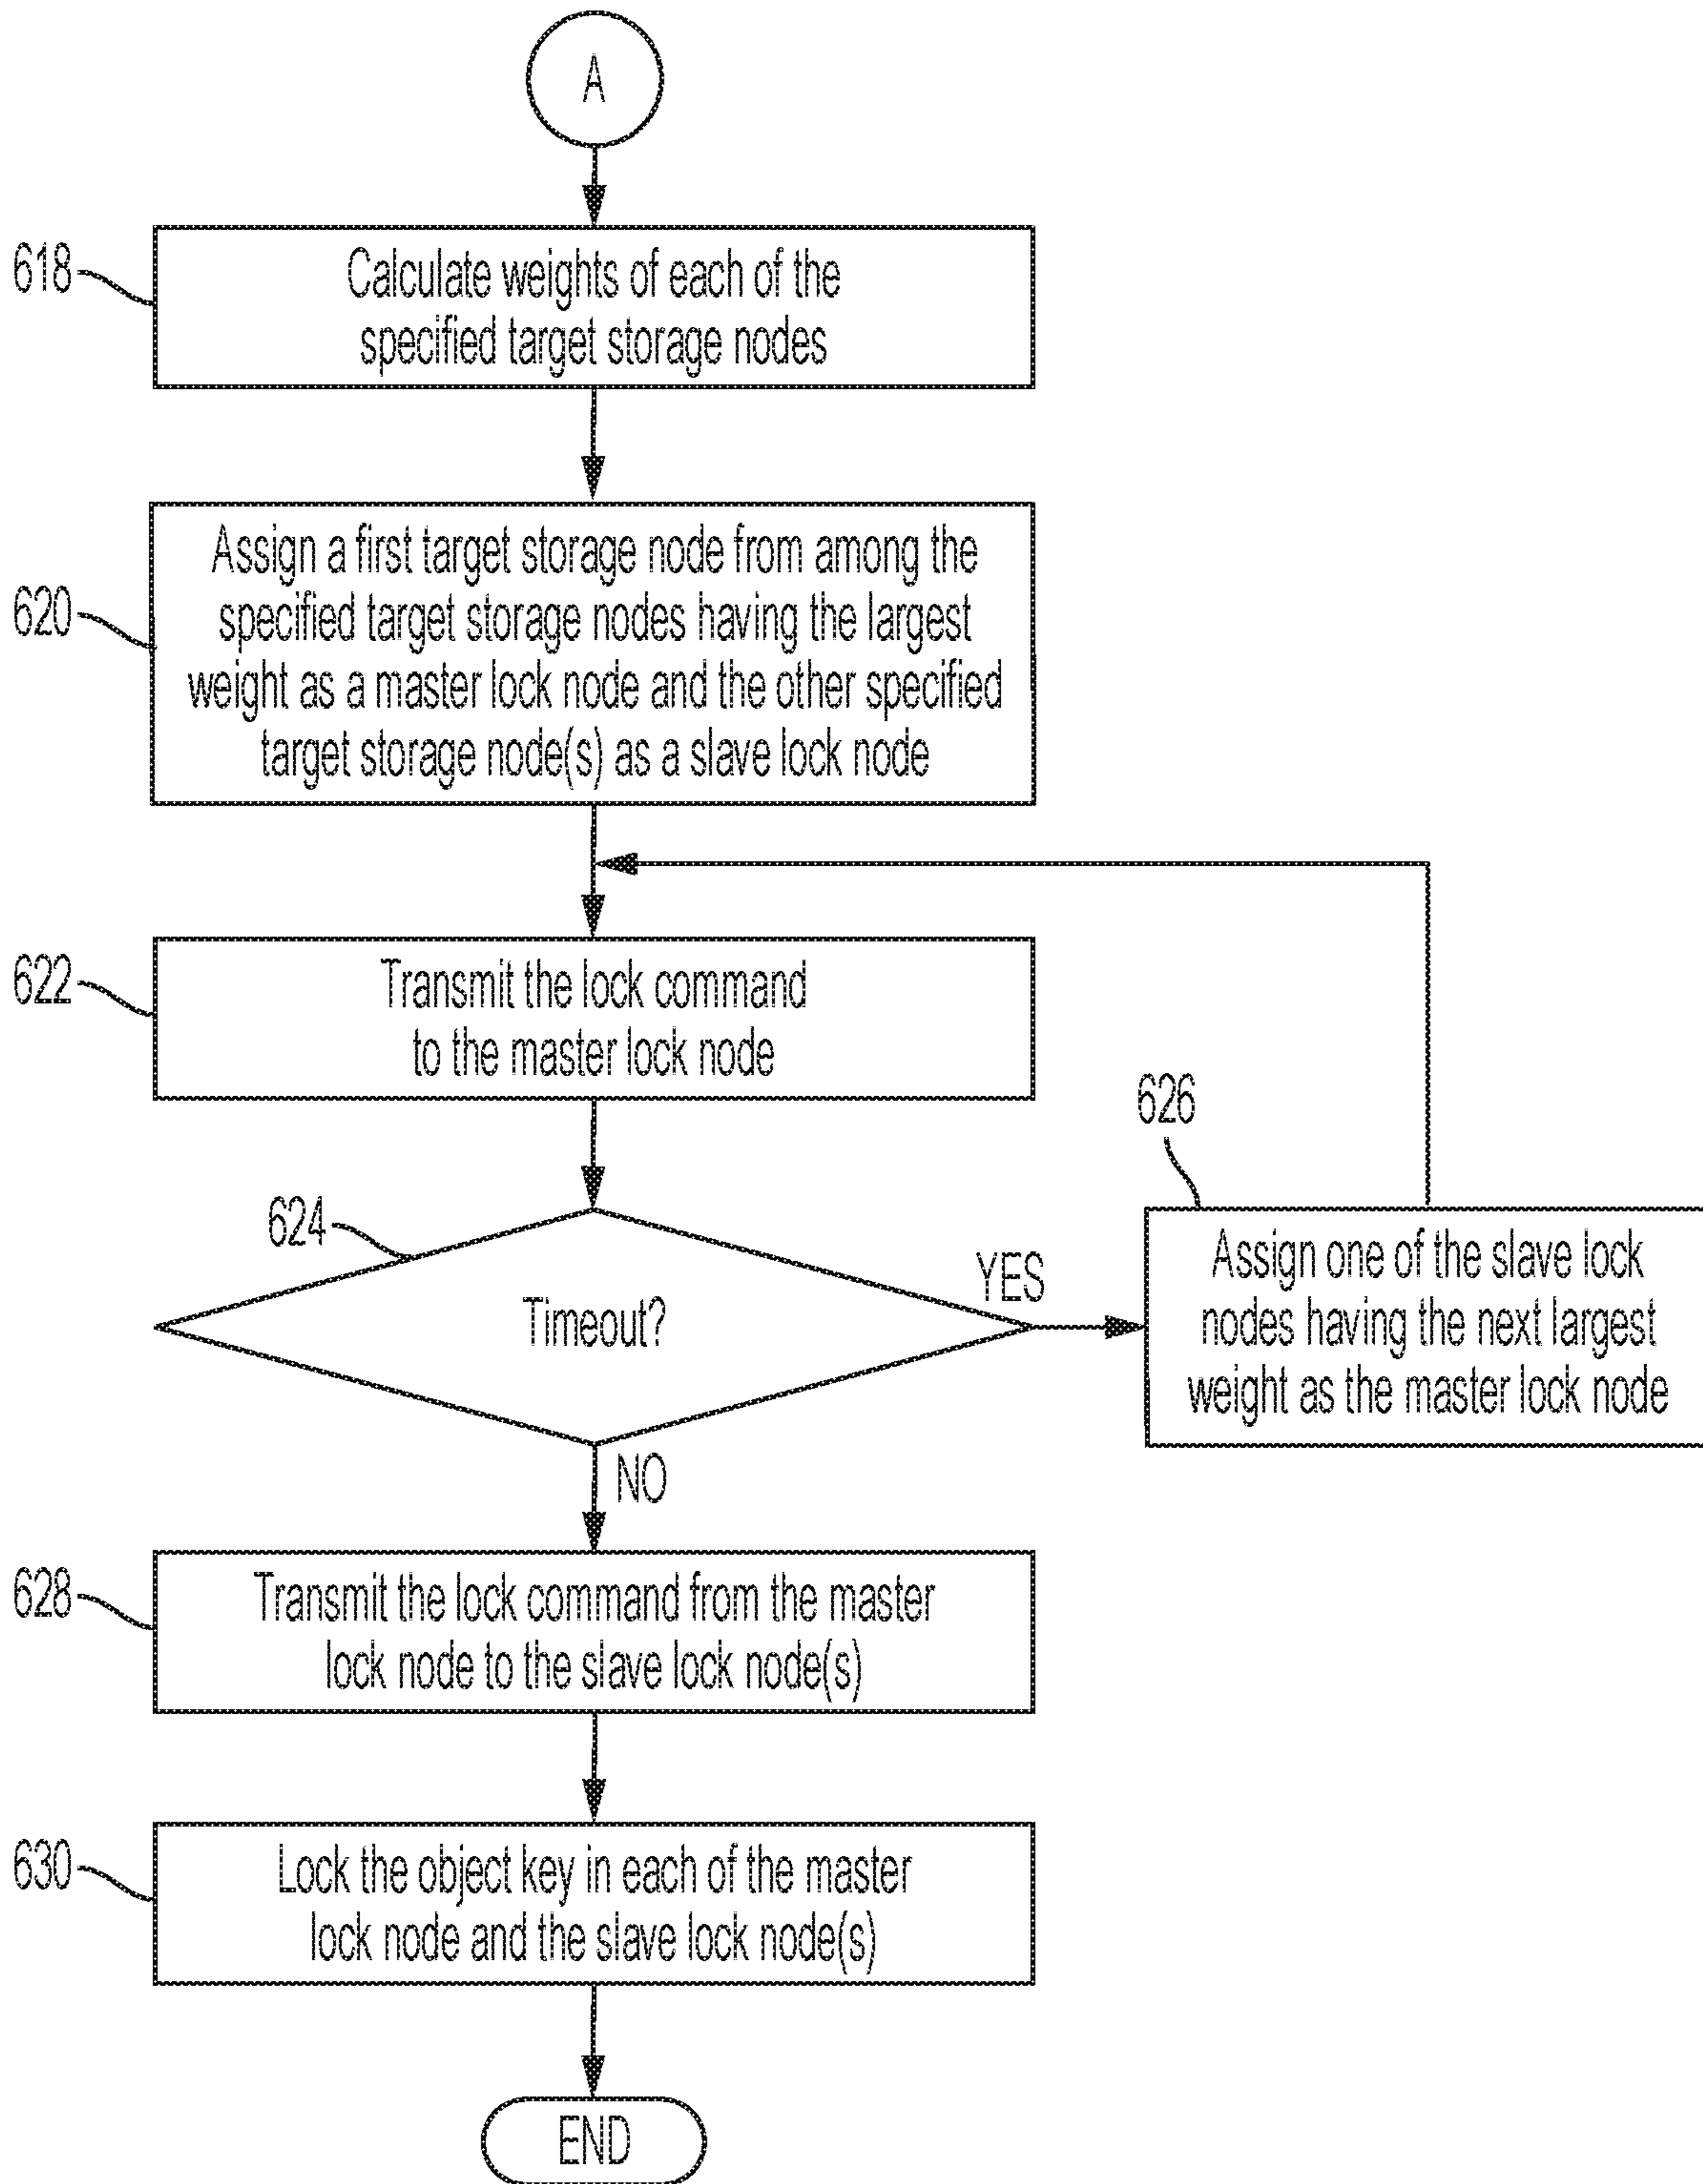 A
618
Calculate weights of each of the
specified target storage nodes
620
Assign a first target storage node from among the
specified target storage nodes having the largest
weight as a master lock node and the other specified
target storage node(s) as a slave lock node
622
Transmit the lock command
to the master lock node
624
Timeout?
YES
626
Assign one of the slave lock
nodes having the next largest
weight as the master lock node
NO
628
Transmit the lock command from the master
lock node to the slave lock node(s)
630
Lock the object key in each of the master
lock node and the slave lock node(s)
END